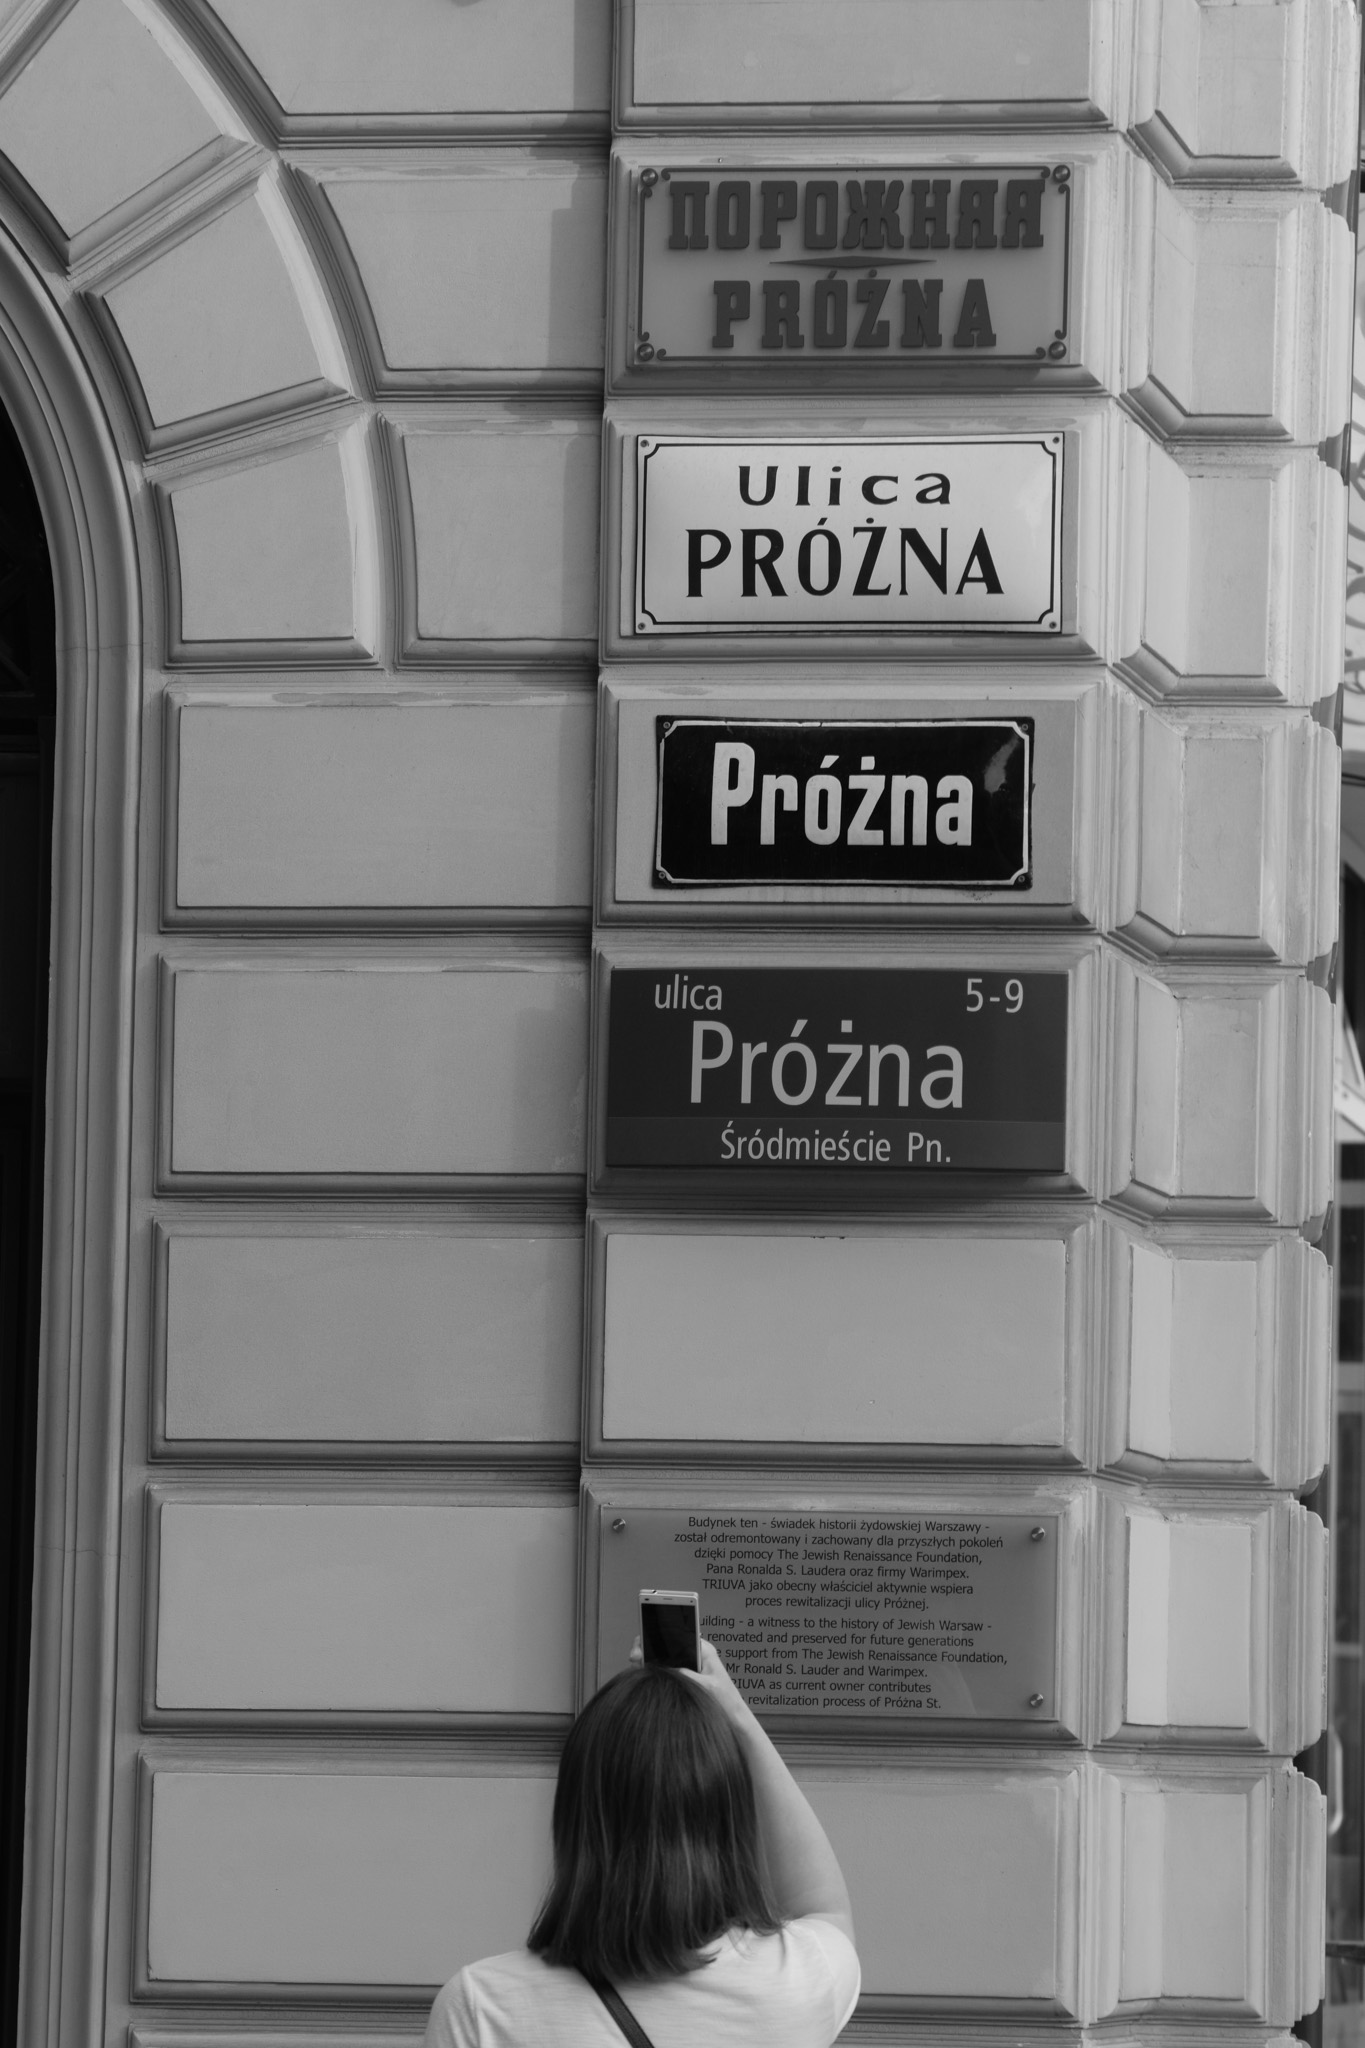 ПОРОЖНАЯ
PRÓŻNA
Ulica
PRÓŻNA
Próżna
ulica 5-9
Próżna
Śródmieście Pn.
Budynek ten - świadek historii żydowskiej Warszawy -
został odremontowany i zachowany dla przyszłych pokoleń
dzięki pomocy The Jewish Renaissance Foundation,
Pana Ronalda S. Laudera oraz firmy Warimpex.
TRIUVA jako obecny właściciel aktywnie wspiera
proces rewitalizacji ulicy Próżnej.
uilding - a witness to the history of Jewish Warsaw -
renovated and preserved for future generations
support from The Jewish Renaissance Foundation,
Mr Ronald S. Lauder and Warimpex.
RIUVA as current owner contributes
revitalization process of Próżna St.